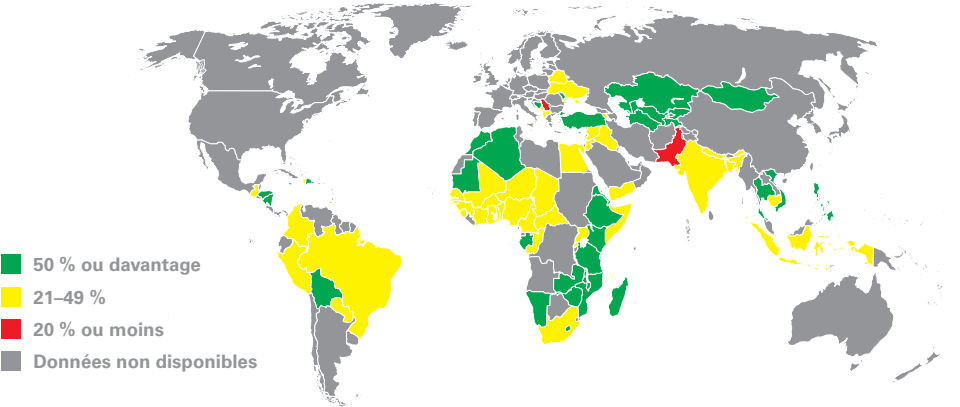 50 % ou davantage
21–49 %
20 % ou moins
Données non disponibles